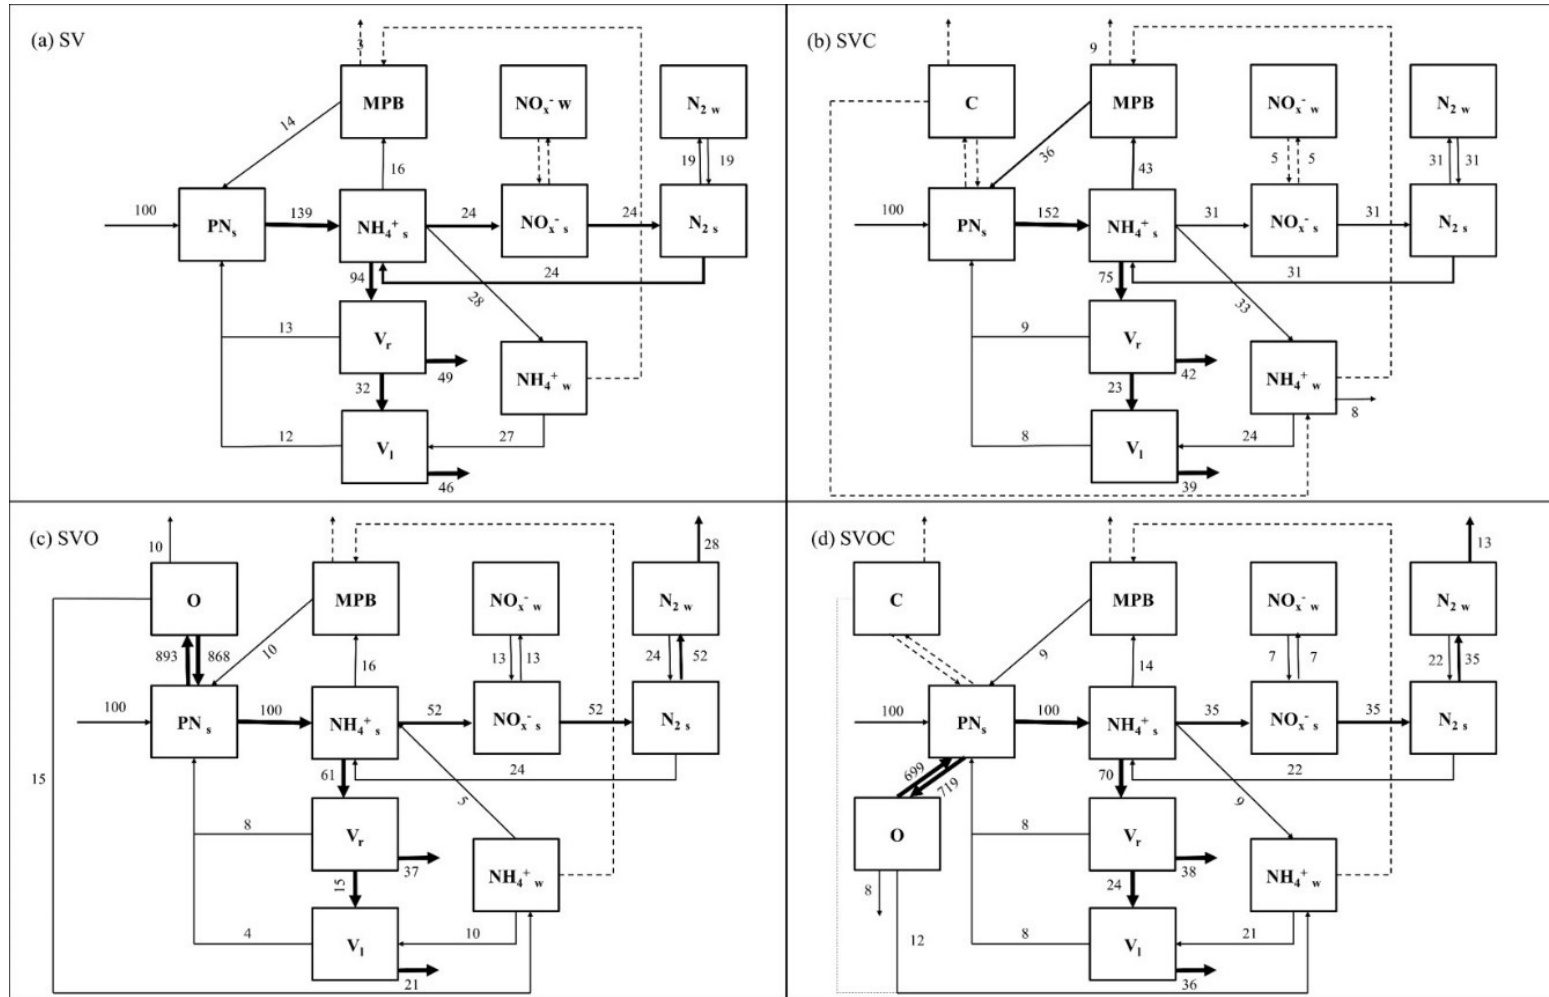 (a) SV
3
MPB
NOₓ⁻ w
N₂ w
14
16
19
19
100
PNₛ
139
NH₄⁺ s
24
NOₓ⁻ s
24
N₂ s
94
24
28
13
Vᵣ
32
49
NH₄⁺ w
12
Vₗ
27
46
(b) SVC
9
C
MPB
NOₓ⁻ w
N₂ w
36
43
5
5
31
31
100
PNₛ
152
NH₄⁺ s
31
NOₓ⁻ s
31
N₂ s
75
31
33
9
Vᵣ
23
42
NH₄⁺ w
8
8
Vₗ
24
39
(c) SVO
10
28
O
MPB
NOₓ⁻ w
N₂ w
893
868
10
16
13
13
24
52
100
PN ₛ
100
NH₄⁺ s
52
NOₓ⁻ s
52
N₂ s
15
61
24
5
8
Vᵣ
15
37
NH₄⁺ w
4
Vₗ
10
21
(d) SVOC
13
C
MPB
NOₓ⁻ w
N₂ w
9
14
7
7
22
35
100
PNₛ
100
NH₄⁺ s
35
NOₓ⁻ s
35
N₂ s
699
719
70
22
9
O
8
Vᵣ
24
38
NH₄⁺ w
8
12
8
Vₗ
21
36